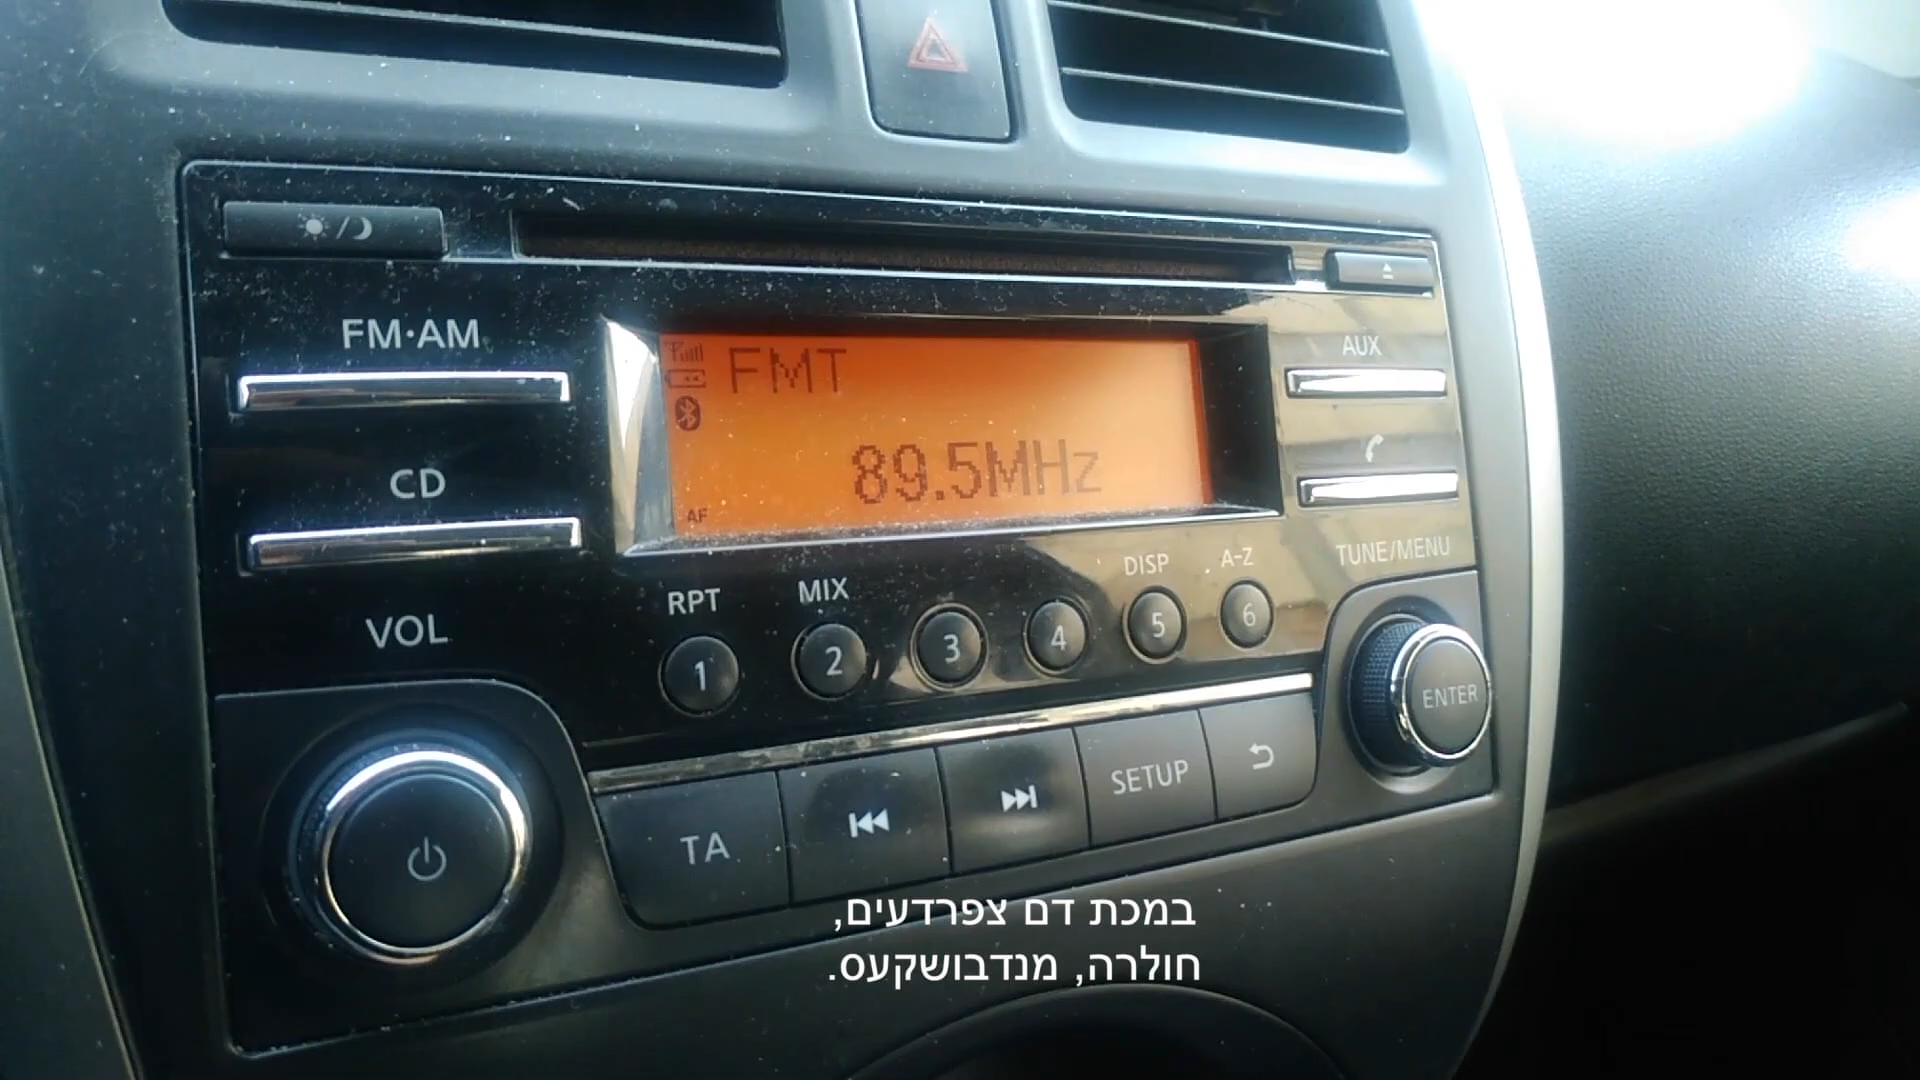 FM·AM
CD
VOL
FMT
89.5MHz
AF
AUX
TUNE/MENU
RPT
MIX
DISP
A-Z
1
2
3
4
5
6
ENTER
TA
SETUP
במכת דם צפרדעים,
חולרה, מנדבושקעס.